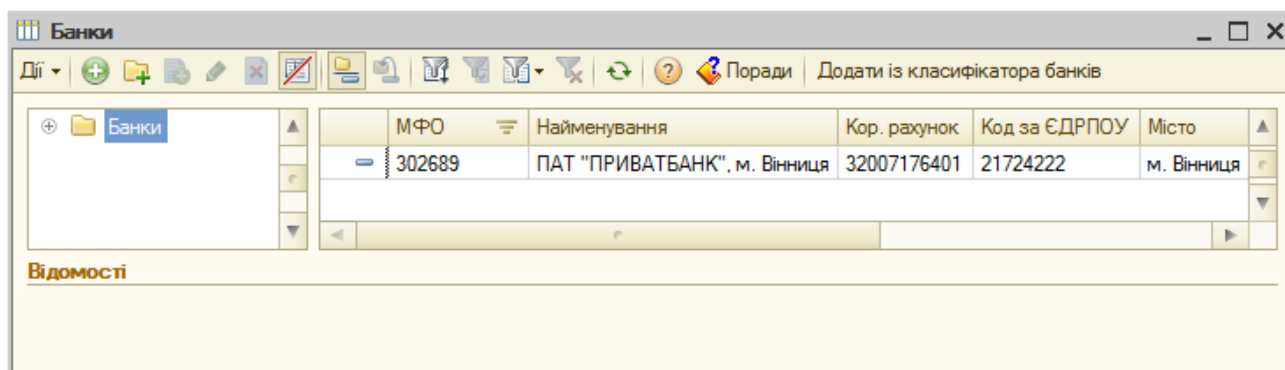 Банки
Дії Поради Додати із класифікатора банків
Банки
МФО Найменування Кор. рахунок Код за ЄДРПОУ Місто
302689 ПАТ "ПРИВАТБАНК", м. Вінниця 32007176401 21724222 м. Вінниця
Відомості